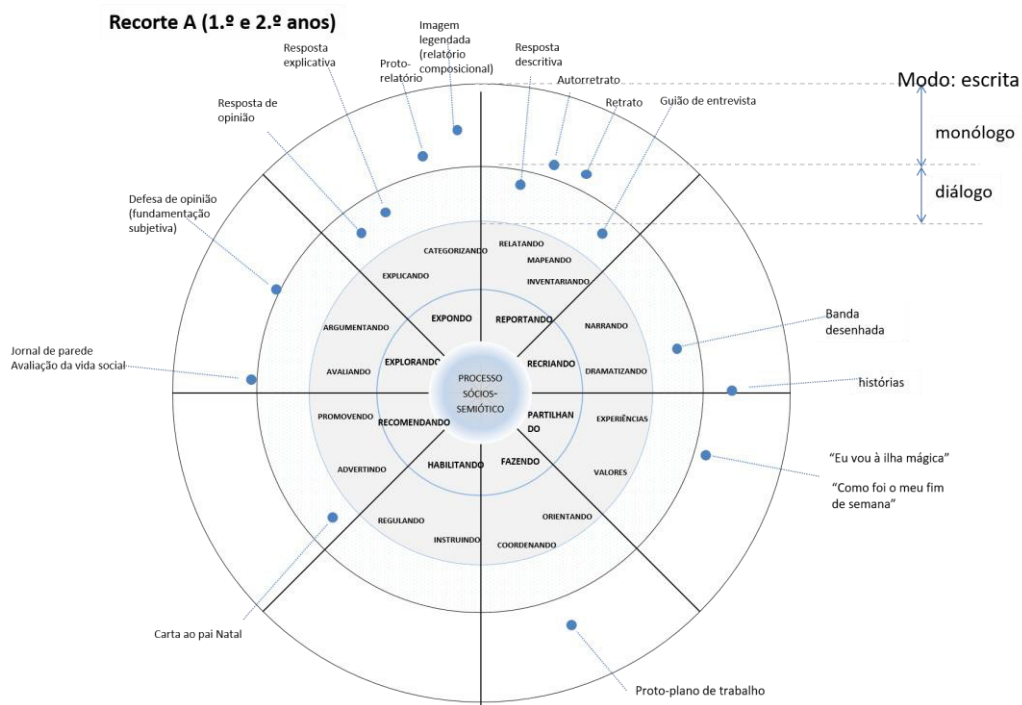 Recorte A (1.º e 2.º anos)
Imagem
legendada
(relatório
composicional)
Resposta
explicativa
Proto-
relatório
Resposta
descritiva
Autorretrato
Retrato
Guião de entrevista
Modo: escrita
monólogo
diálogo
Resposta de
opinião
Defesa de opinião
(fundamentação
subjetiva)
Jornal de parede
Avaliação da vida social
Carta ao pai Natal
Proto-plano de trabalho
"Eu vou à ilha mágica"
"Como foi o meu fim
de semana"
histórias
Banda
desenhada
CATEGORIZANDO
EXPLICANDO
RELATANDO
MAPEANDO
INVENTARIANDO
EXPONDO
REPORTANDO
ARGUMENTANDO
AVALIANDO
EXPLORANDO
NARRANDO
DRAMATIZANDO
RECRIANDO
PROCESSO
SÓCIOS-
SEMIÓTICO
PROMOVENDO
ADVERTINDO
RECOMENDANDO
PARTILHAN
DO
EXPERIÊNCIAS
VALORES
HABILITANDO
FAZENDO
REGULANDO
INSTRUINDO
ORIENTANDO
COORDENANDO